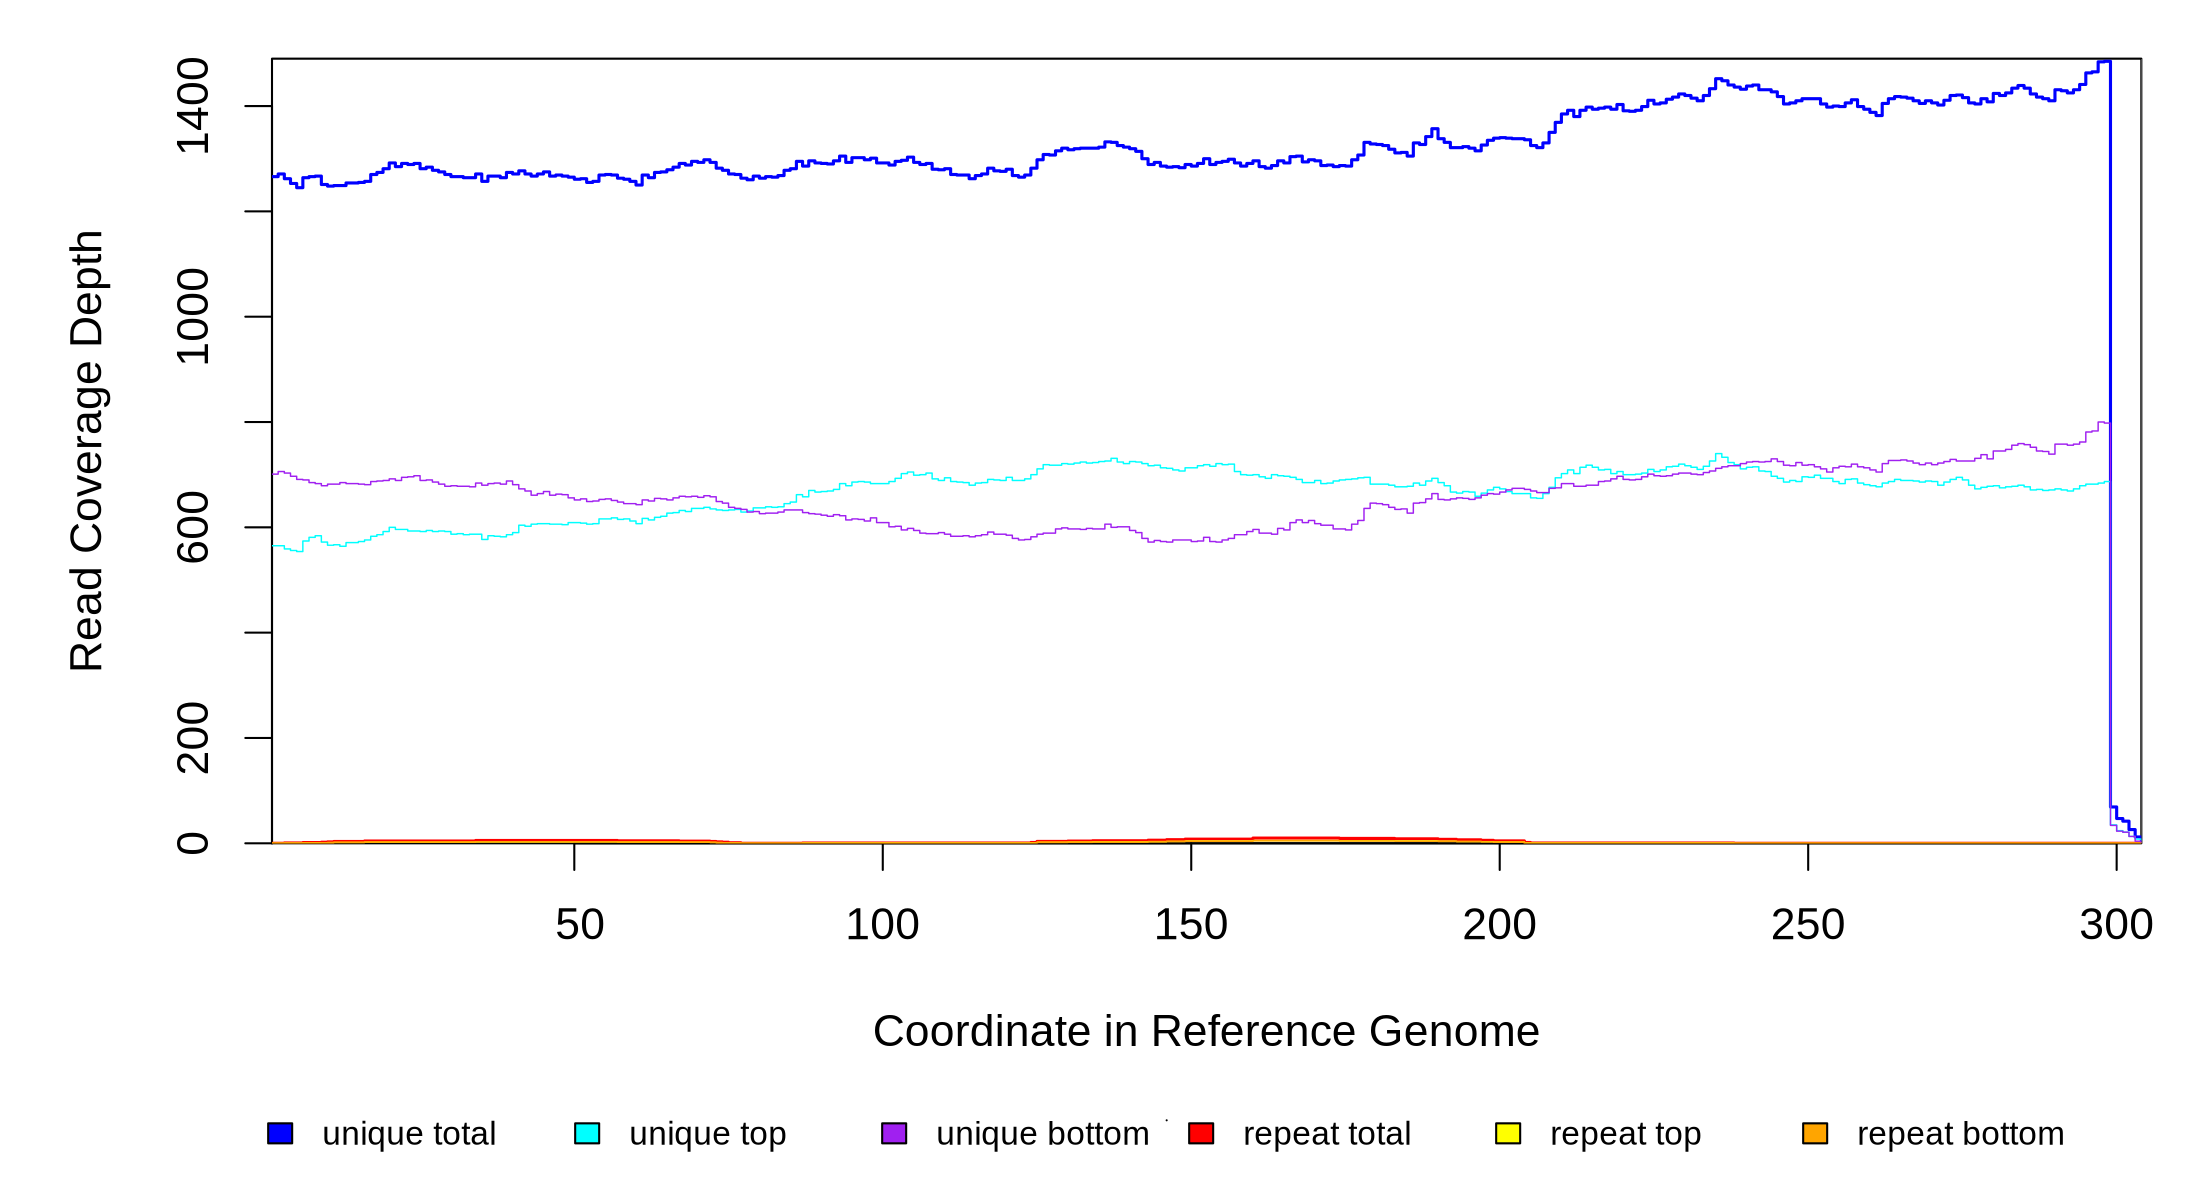 Read Coverage Depth
1400
1000
600
200
0
50 100 150 200 250 300
Coordinate in Reference Genome
unique total unique top unique bottom repeat total repeat top repeat bottom